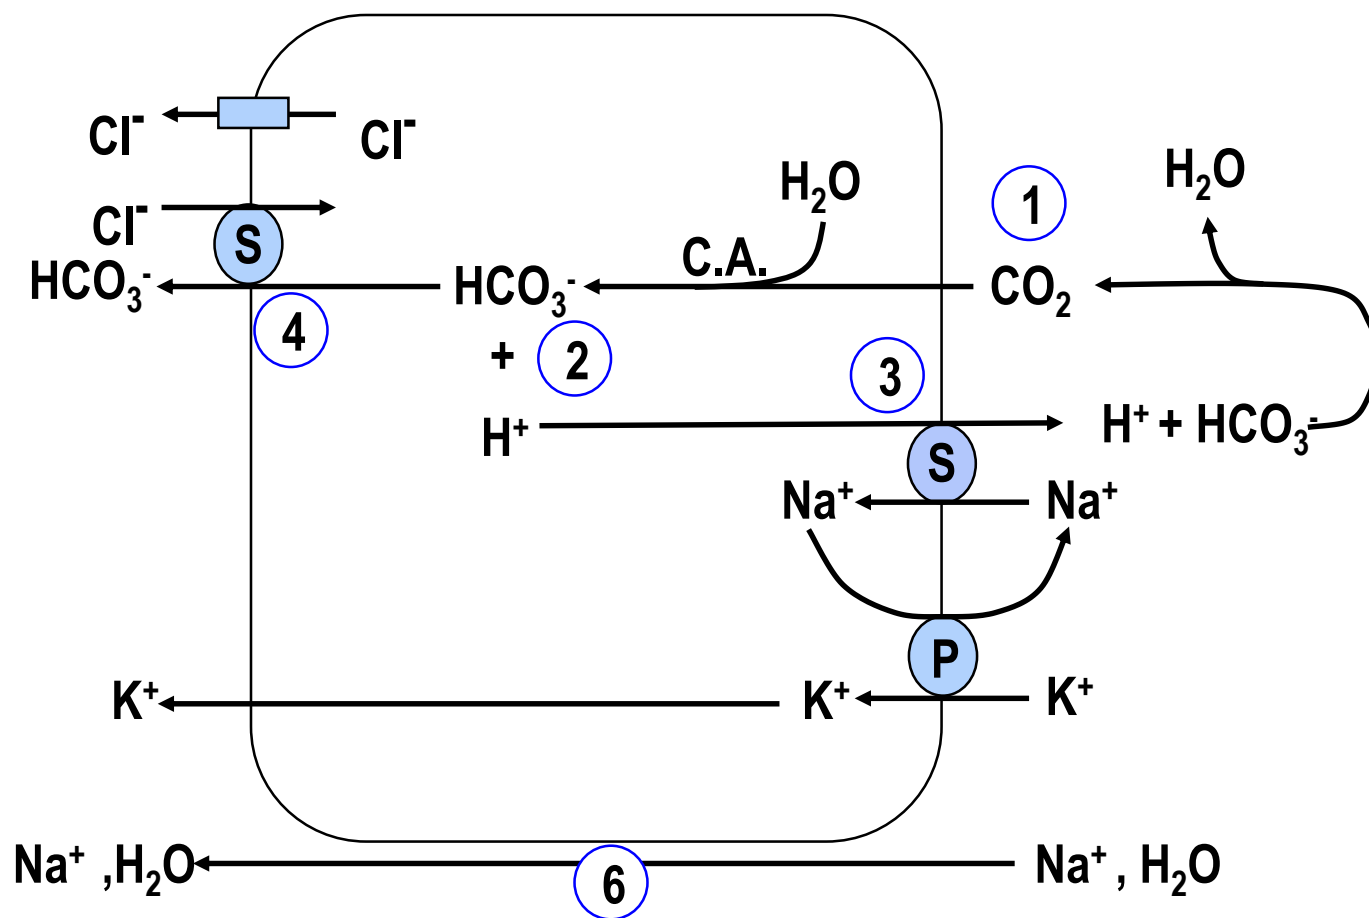 Cl⁻
Cl⁻
H₂O
H₂O
1
Cl⁻
S
C.A.
HCO₃⁻
HCO₃⁻
CO₂
4
+
2
3
H⁺
H⁺ + HCO₃⁻
S
Na⁺
Na⁺
P
K⁺
K⁺
K⁺
Na⁺ ,H₂O
6
Na⁺ , H₂O